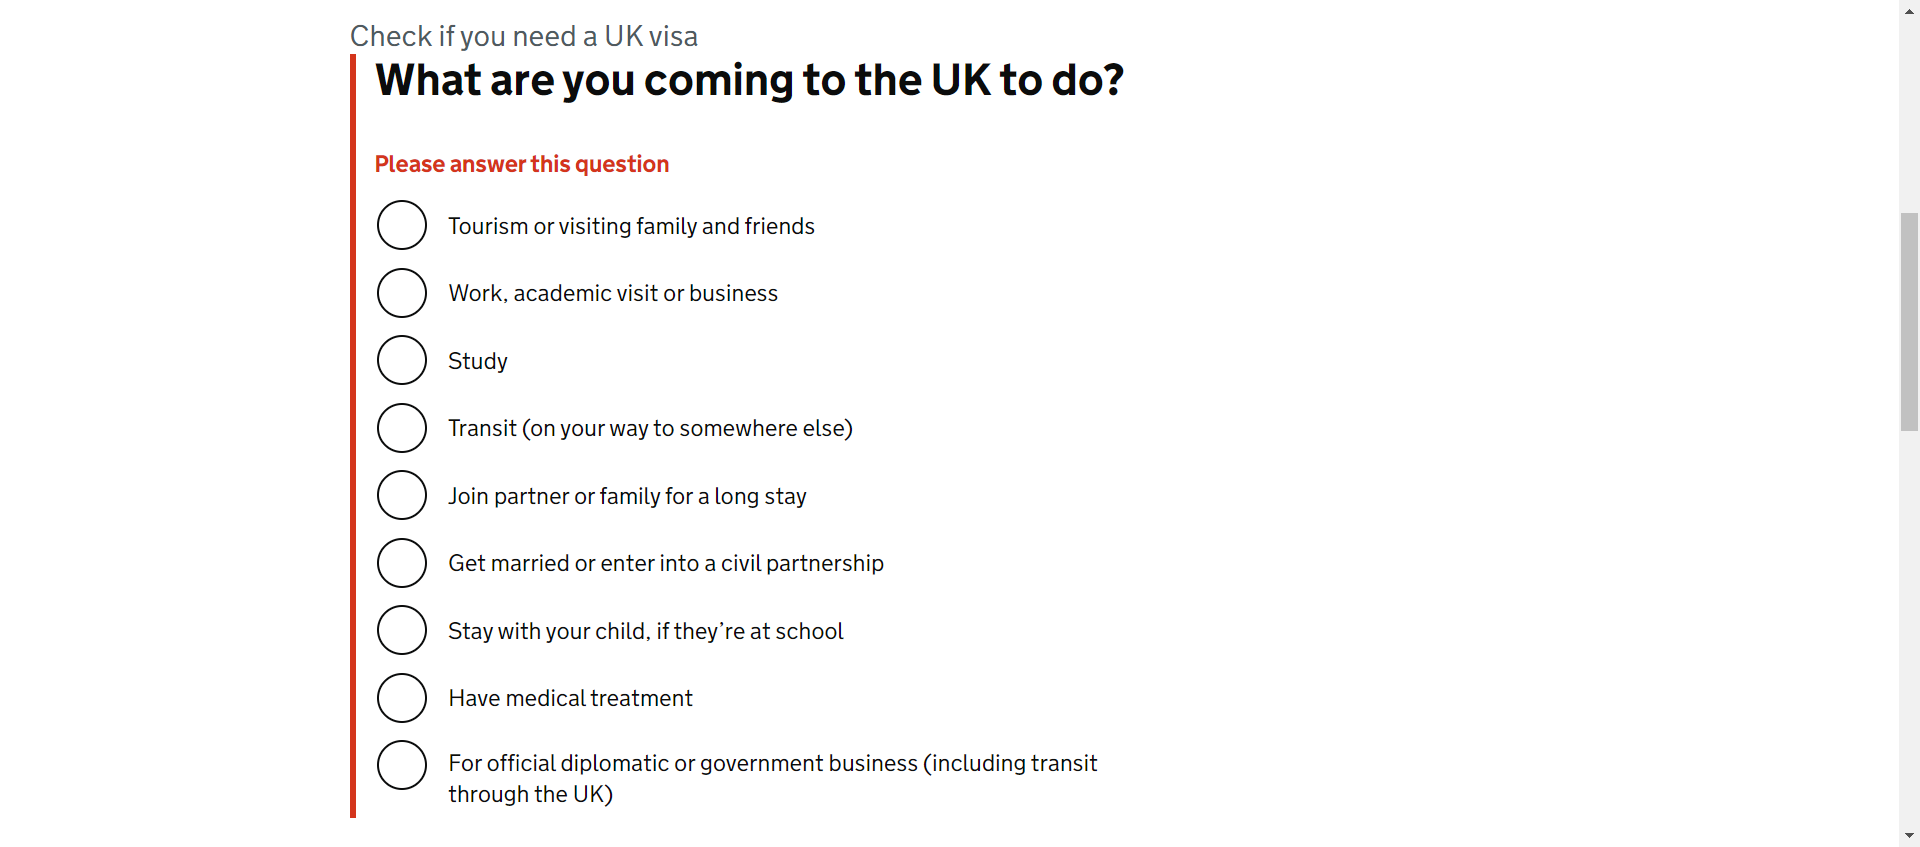 Check if you need a UK visa
What are you coming to the UK to do?
Please answer this question
Tourism or visiting family and friends
Work, academic visit or business
Study
Transit (on your way to somewhere else)
Join partner or family for a long stay
Get married or enter into a civil partnership
Stay with your child, if they’re at school
Have medical treatment
For official diplomatic or government business (including transit
through the UK)